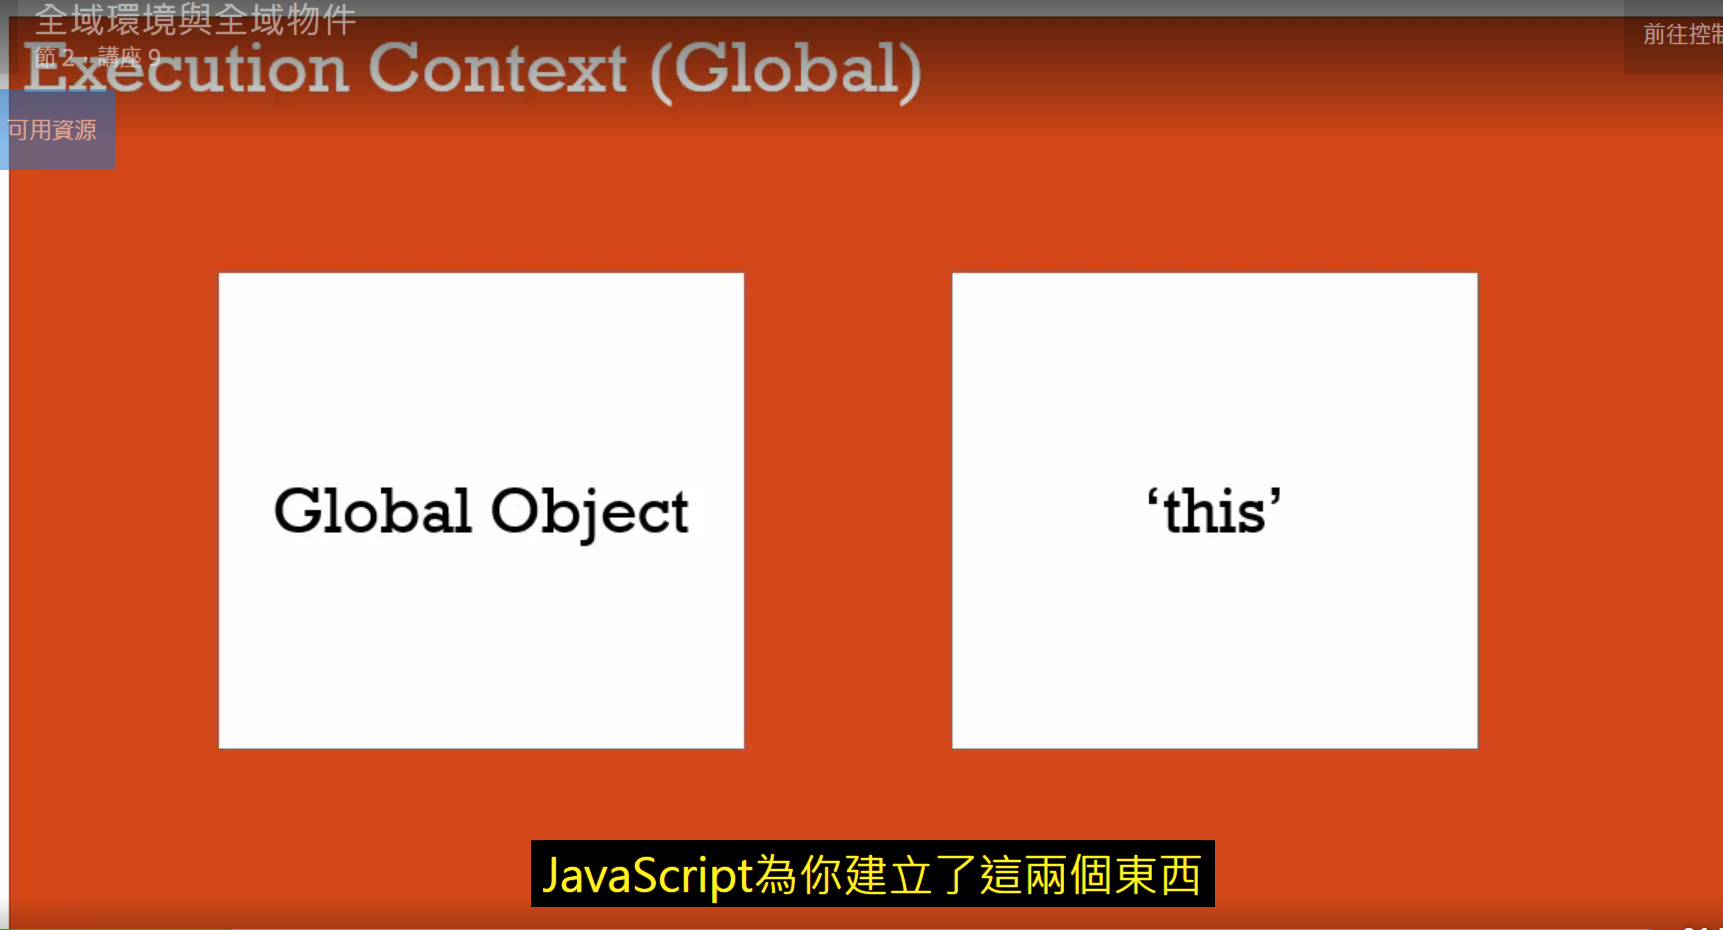 全域環境與全域物件
節 2，講座 9
Execution Context (Global)
前往控制
可用資源
Global Object
‘this’
JavaScript為你建立了這兩個東西